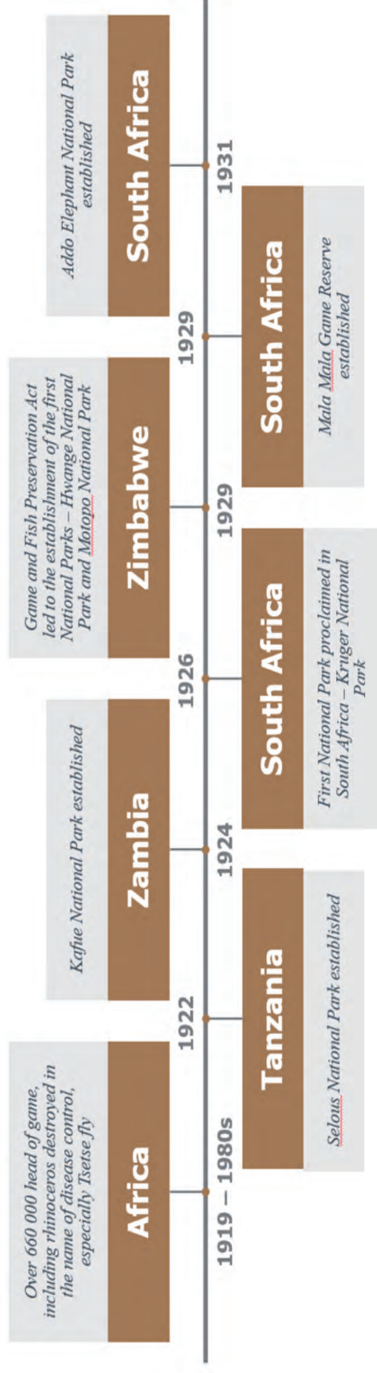 Over 660 000 head of game,
including rhinoceros destroyed in
the name of disease control,
especially Tsetse fly
Africa
1919 – 1980s
1922
Tanzania
Selous National Park established
Kafue National Park established
Zambia
1924
1926
South Africa
First National Park proclaimed in
South Africa – Kruger National
Park
Game and Fish Preservation Act
led to the establishment of the first
National Parks – Hwange National
Park and Motopo National Park
Zimbabwe
1929
1929
South Africa
Mala Mala Game Reserve
established
Addo Elephant National Park
established
South Africa
1931